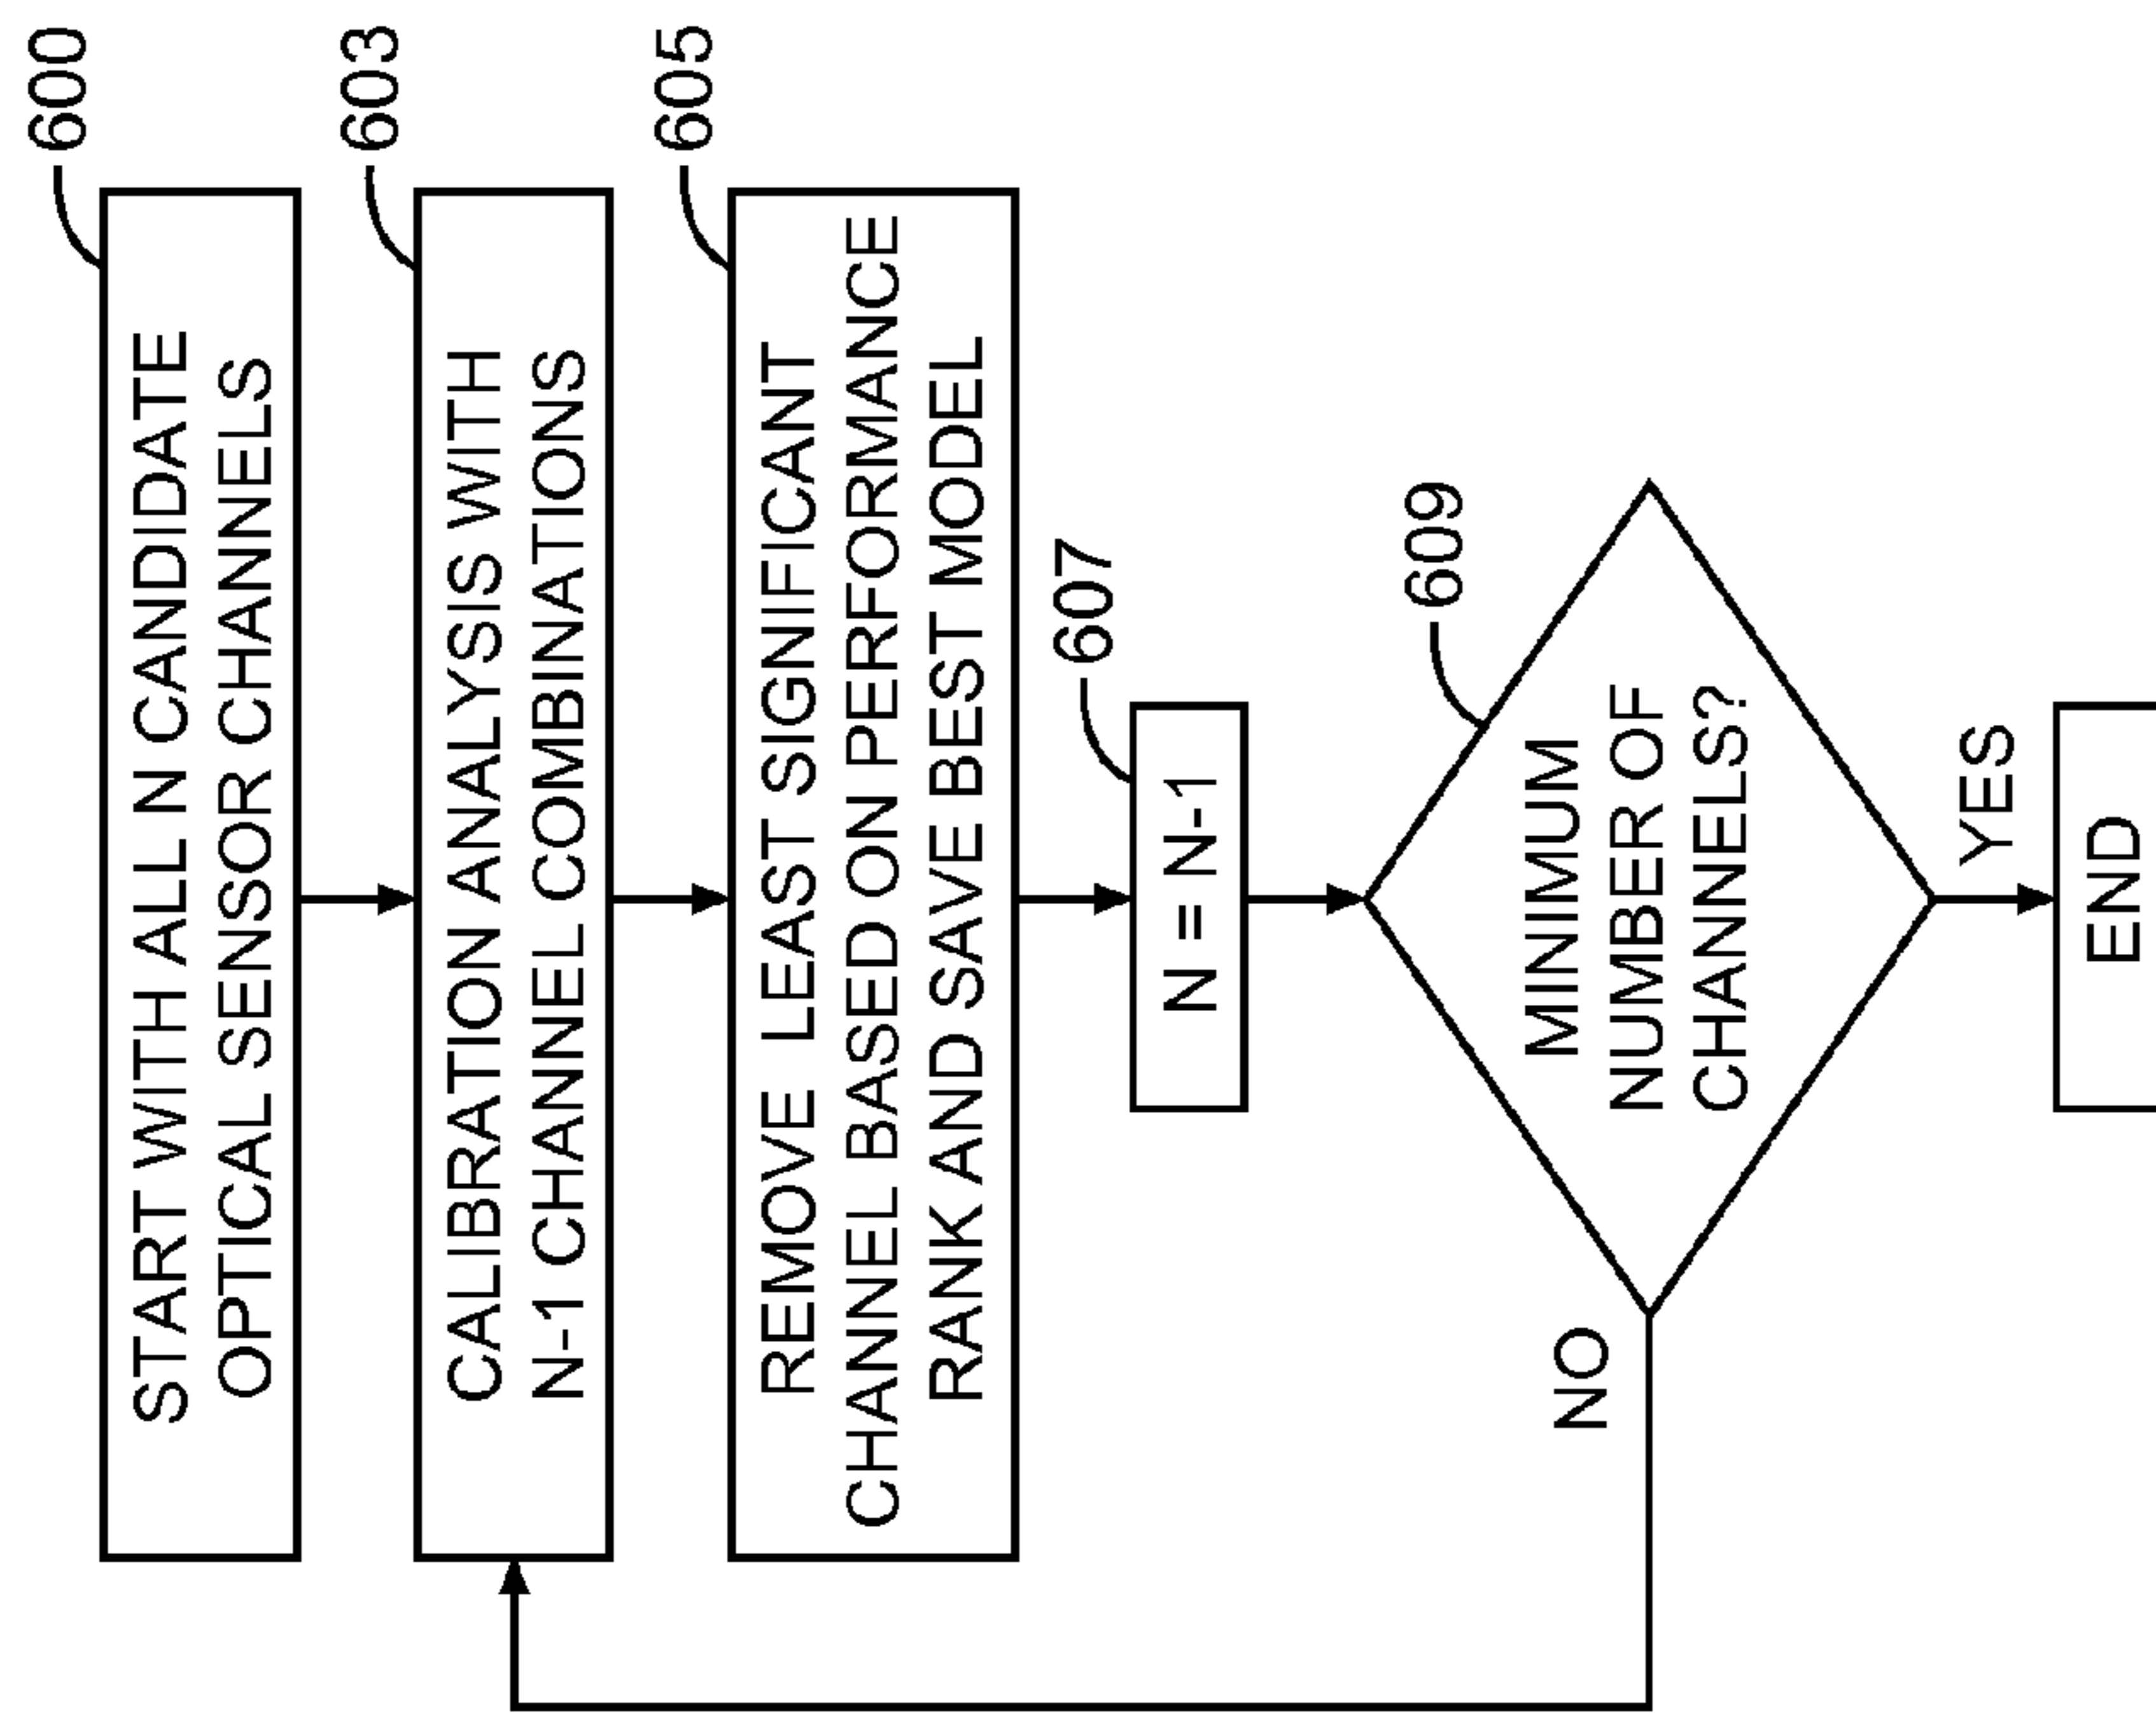 600
START WITH ALL N CANDIDATE
OPTICAL SENSOR CHANNELS
603
CALIBRATION ANALYSIS WITH
N-1 CHANNEL COMBINATIONS
605
REMOVE LEAST SIGNIFICANT
CHANNEL BASED ON PERFORMANCE
RANK AND SAVE BEST MODEL
607
N = N-1
609
MINIMUM
NUMBER OF
CHANNELS?
NO
YES
END